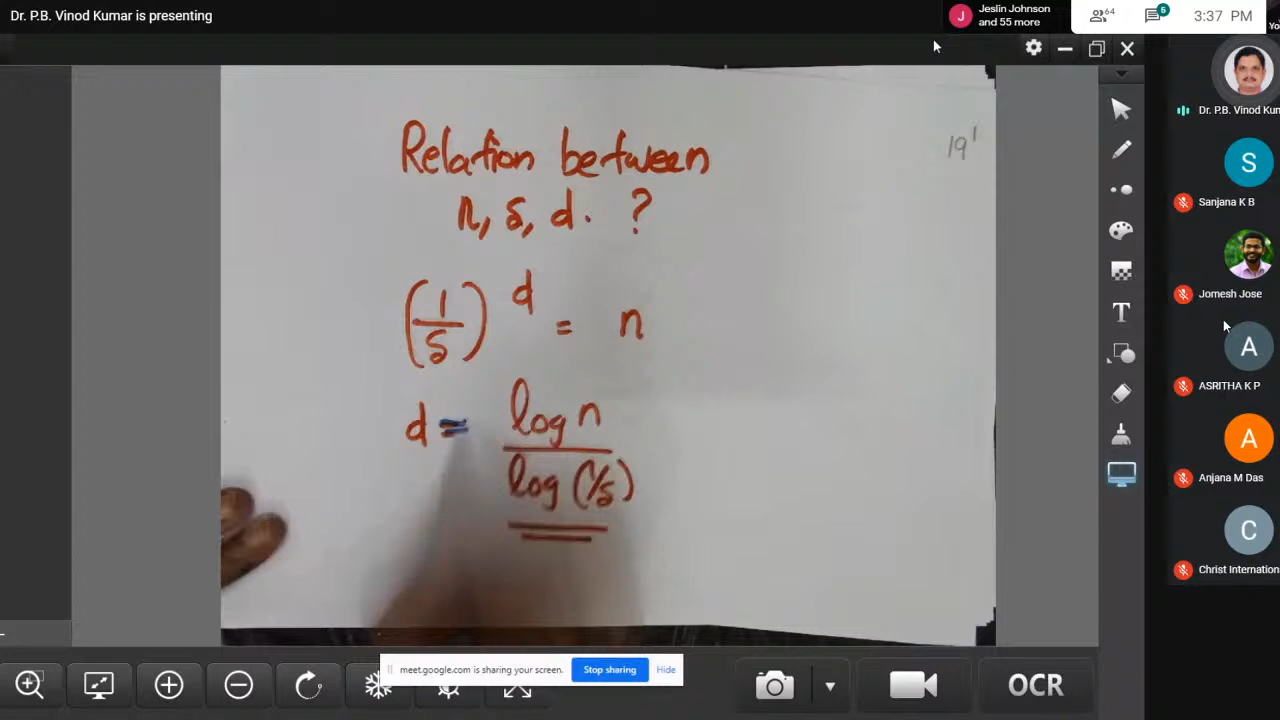 Dr. P.B. Vinod Kumar is presenting
Jeslin Johnson
and 55 more
64
5
3:37 PM
Dr. P.B. Vinod Kum
S
Sanjana K B
Jomesh Jose
A
ASRITHA K P
A
Anjana M Das
C
Christ Internation
19'
Relation between
n, s, d. ?
(1/s)^d = n
d = log n / log (1/s)
meet.google.com is sharing your screen.
Stop sharing
Hide
OCR